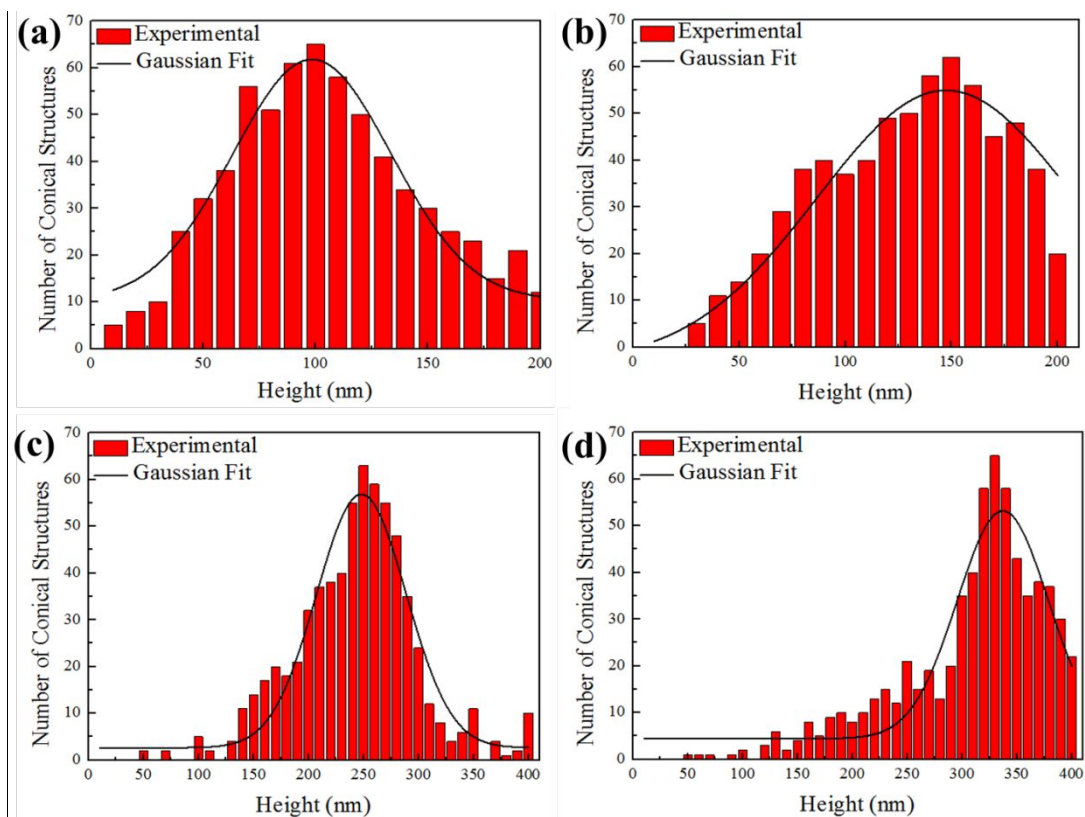 (a)
Experimental
Gaussian Fit
Number of Conical Structures
70
60
50
40
30
20
10
0
0 50 100 150 200
Height (nm)
(b)
Experimental
Gaussian Fit
Number of Conical Structures
70
60
50
40
30
20
10
0
50 100 150 200
Height (nm)
(c)
Experimental
Gaussian Fit
Number of Conical Structures
70
60
50
40
30
20
10
0
0 50 100 150 200 250 300 350 400
Height (nm)
(d)
Experimental
Gaussian Fit
Number of Conical Structures
70
60
50
40
30
20
10
0
0 50 100 150 200 250 300 350 400
Height (nm)